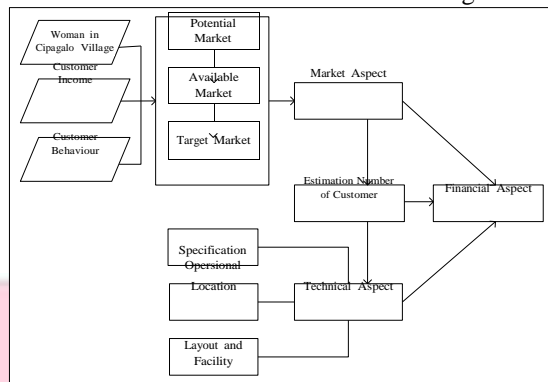 Woman in
Cipagalo Village
Customer
Income
Customer
Behaviour
Potential
Market
Available
Market
Target Market
Market Aspect
Estimation Number
of Customer
Financial Aspect
Specification
Opersional
Location
Technical Aspect
Layout and
Facility